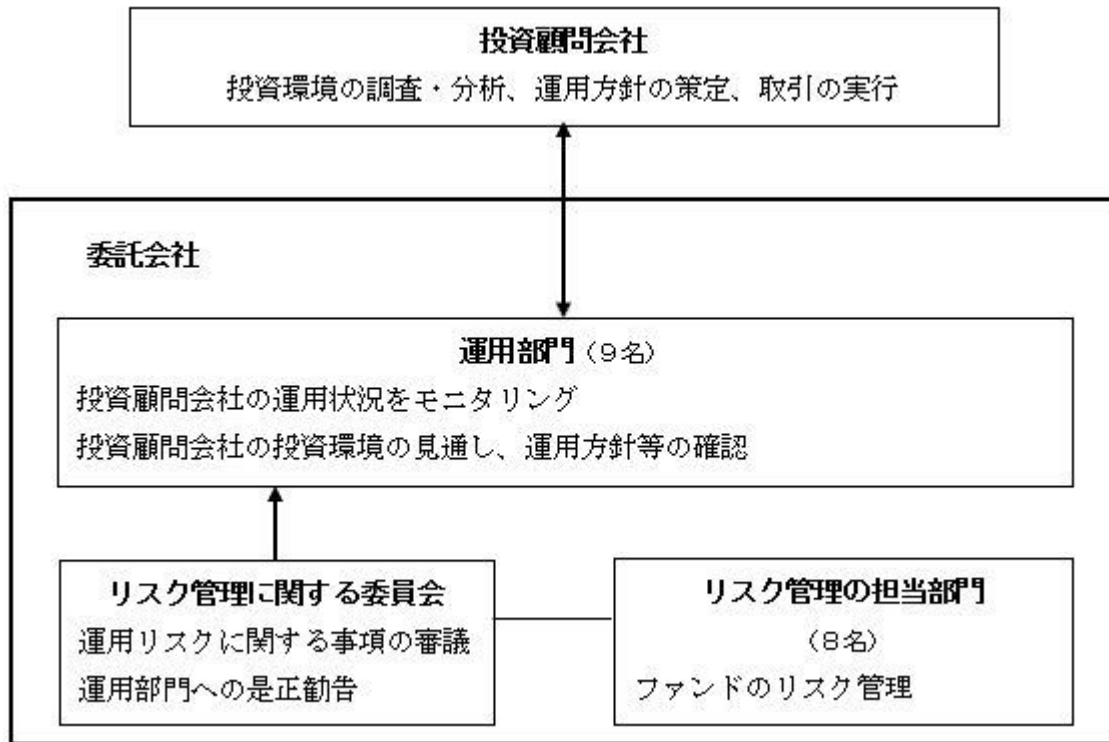 投資顧問会社
投資環境の調査・分析、運用方針の策定、取引の実行
委託会社
運用部門（９名）
投資顧問会社の運用状況をモニタリング
投資顧問会社の投資環境の見通し、運用方針等の確認
リスク管理に関する委員会
運用リスクに関する事項の審議
運用部門への是正勧告
リスク管理の担当部門
（８名）
ファンドのリスク管理